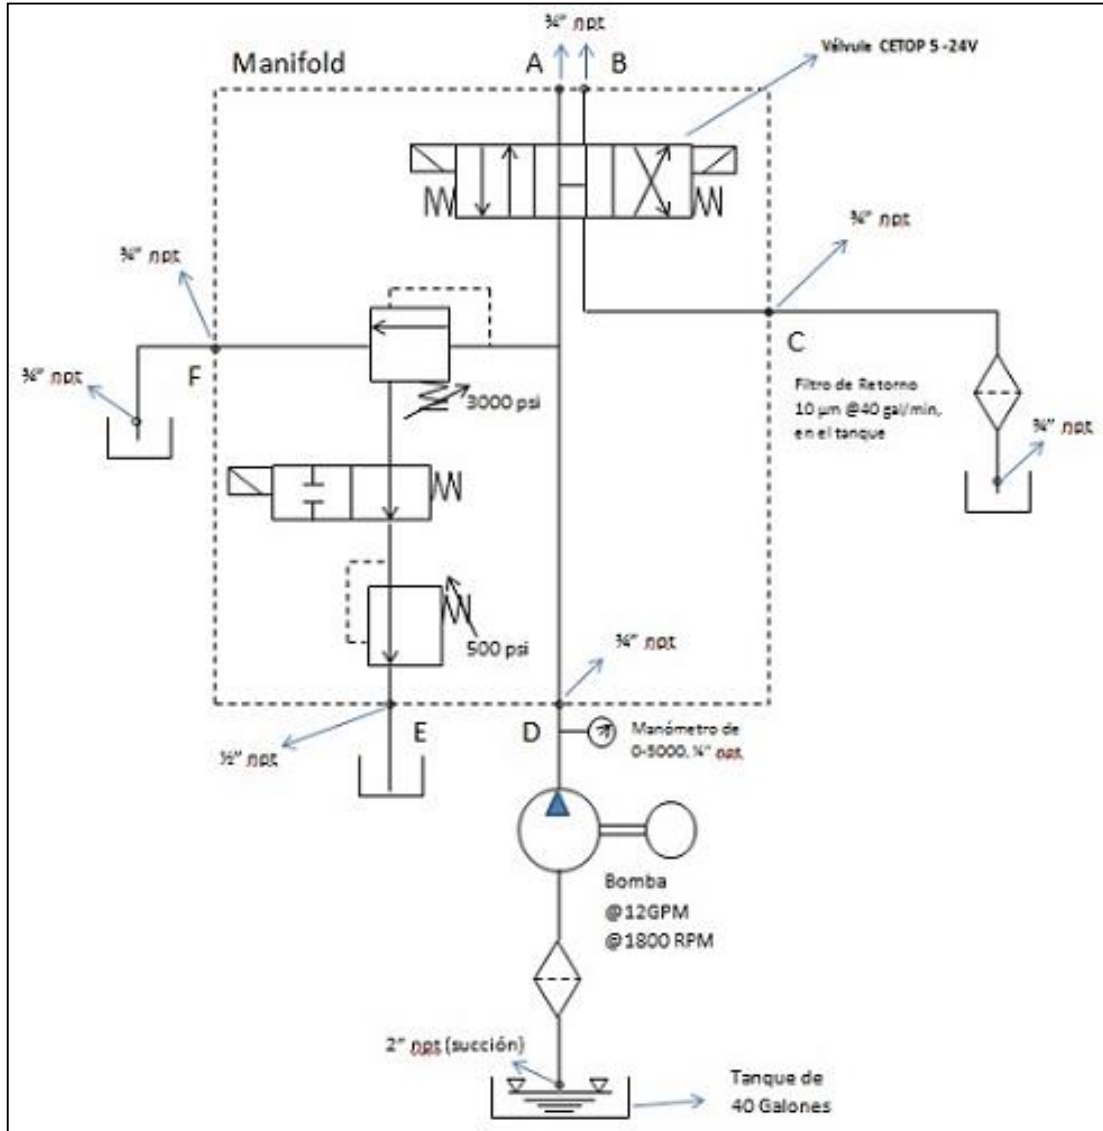 ¾" npt
A
B
Válvule CETOP 5 -24V
Manifold
¾" npt
¾" npt
¾" npt
F
3000 psi
C
Filtro de Retorno
10 µm @40 gal/min,
en el tanque
¾" npt
500 psi
¾" npt
E
D
½" npt
Manómetro de
0-5000, ¼" npt,
Bomba
@12GPM
@1800 RPM
2" npt (succión)
Tanque de
40 Galones